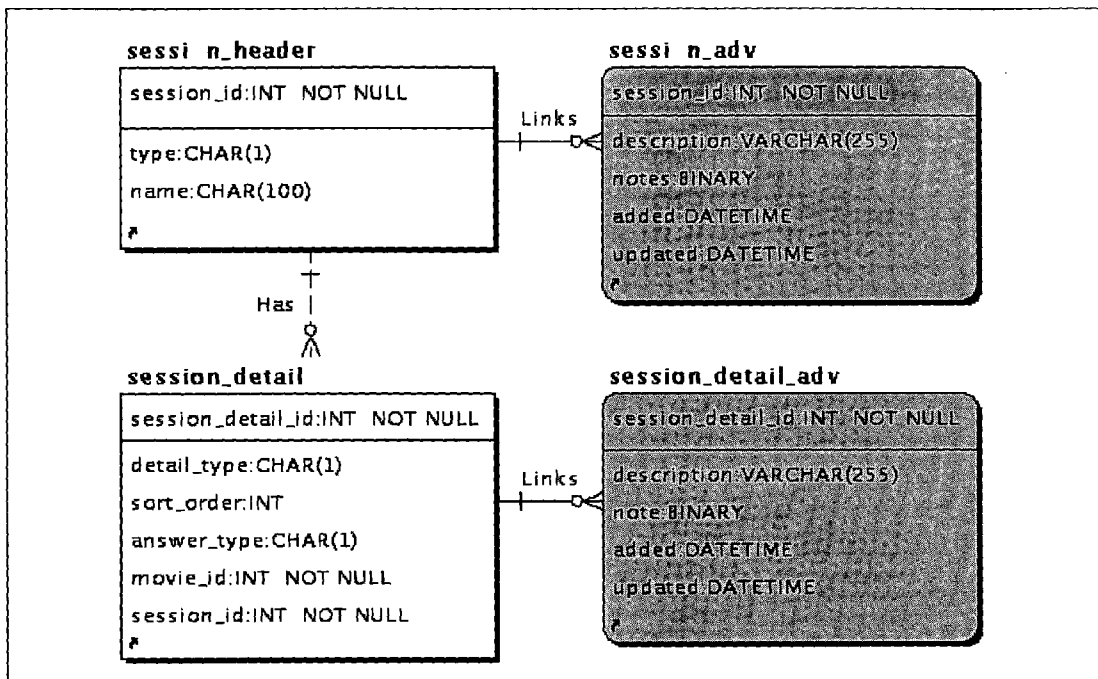 sessi n_header
session_id:INT NOT NULL
type:CHAR(1)
name:CHAR(100)
Links
sessi n_adv
session_id:INT NOT NULL
description:VARCHAR(255)
notes:BINARY
added:DATETIME
updated:DATETIME
Has
session_detail
session_detail_id:INT NOT NULL
detail_type:CHAR(1)
sort_order:INT
answer_type:CHAR(1)
movie_id:INT NOT NULL
session_id:INT NOT NULL
Links
session_detail_adv
session_detail_id:INT NOT NULL
description:VARCHAR(255)
note:BINARY
added:DATETIME
updated:DATETIME